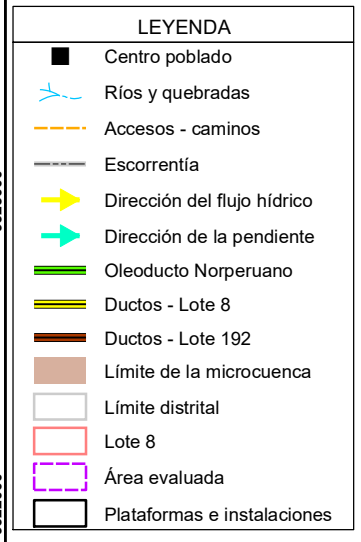 LEYENDA
Centro poblado
Ríos y quebradas
Accesos - caminos
Escorrentía
Dirección del flujo hídrico
Dirección de la pendiente
Oleoducto Norperuano
Ductos - Lote 8
Ductos - Lote 192
Límite de la microcuenca
Límite distrital
Lote 8
Área evaluada
Plataformas e instalaciones